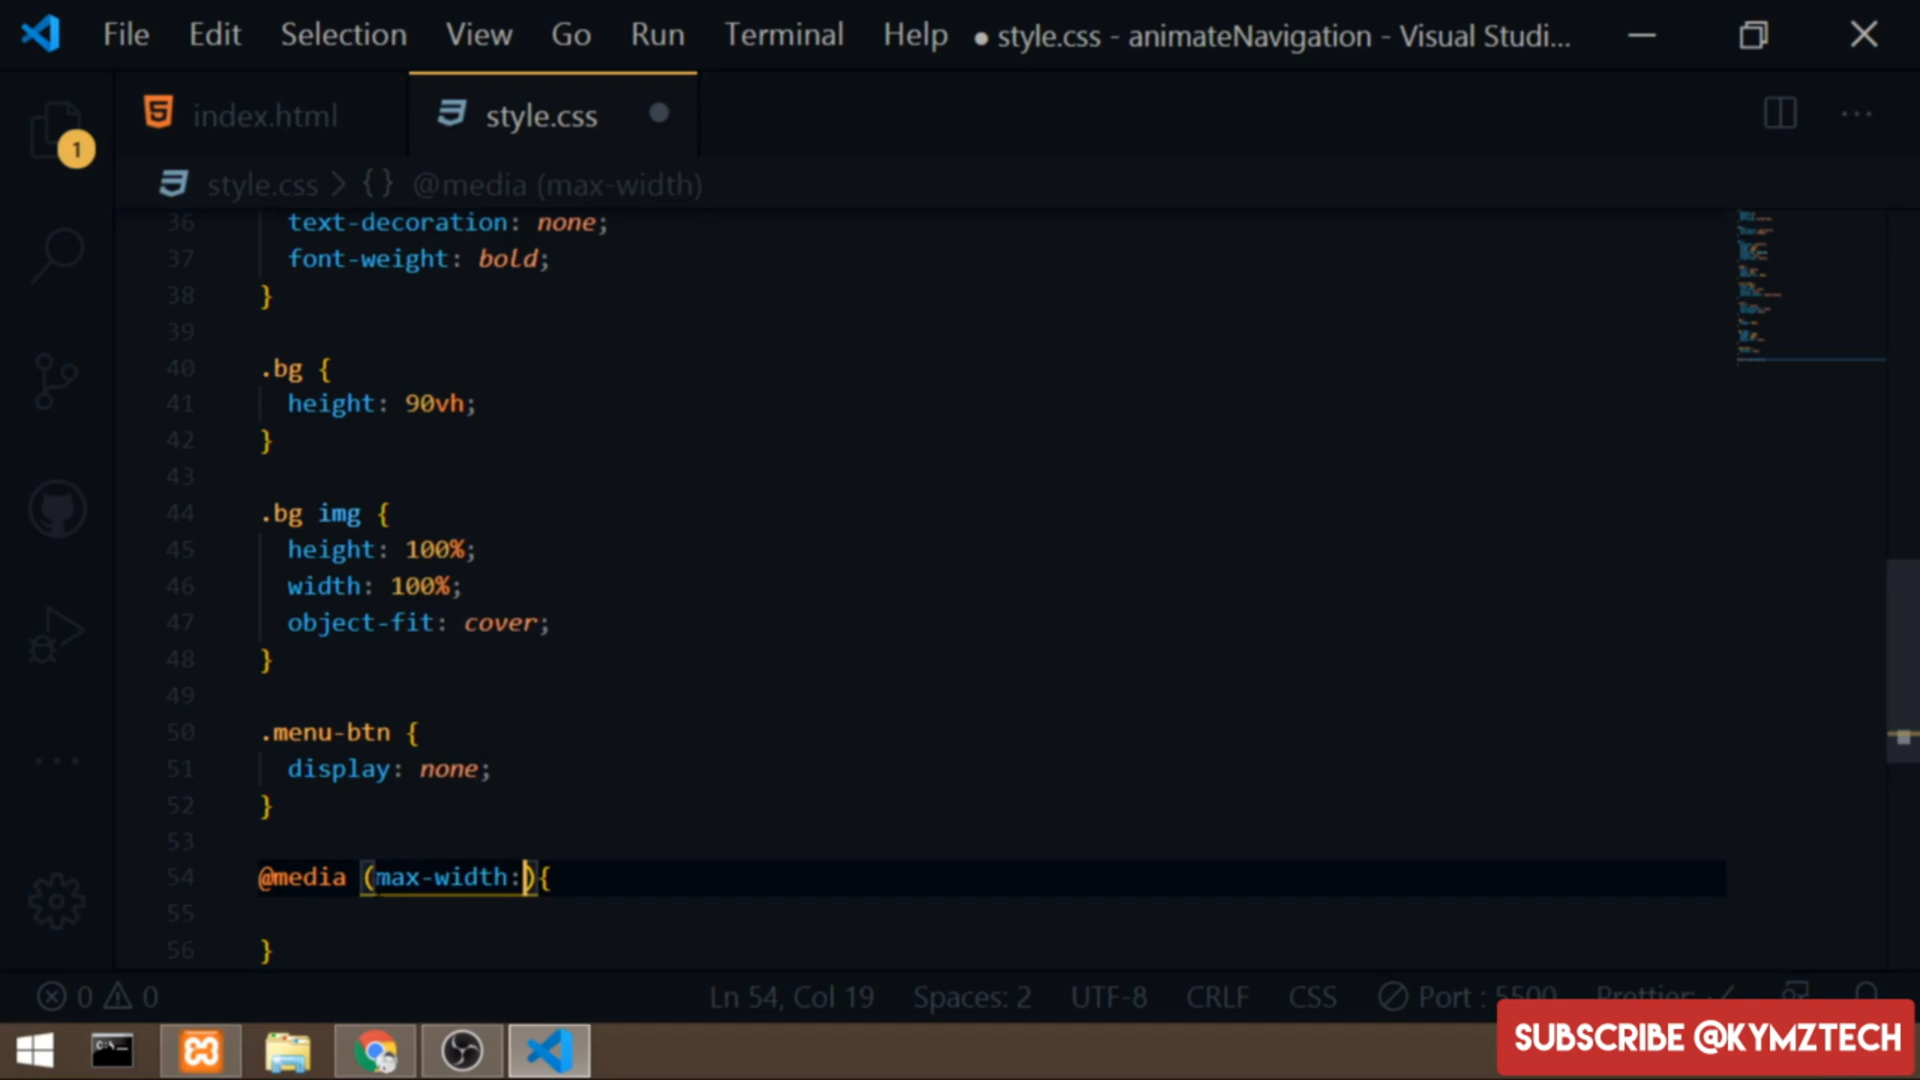 File Edit Selection View Go Run Terminal Help ● style.css - animateNavigation - Visual Studi...
index.html style.css
1
style.css > {} @media (max-width)
36 text-decoration: none;
37 font-weight: bold;
38 }
39
40 .bg {
41 height: 90vh;
42 }
43
44 .bg img {
45 height: 100%;
46 width: 100%;
47 object-fit: cover;
48 }
49
50 .menu-btn {
51 display: none;
52 }
53
54 @media (max-width:){
55
56 }
0 0 Ln 54, Col 19 Spaces: 2 UTF-8 CRLF CSS Port : 5500 Prettier: ✓
SUBSCRIBE @KYMZTECH